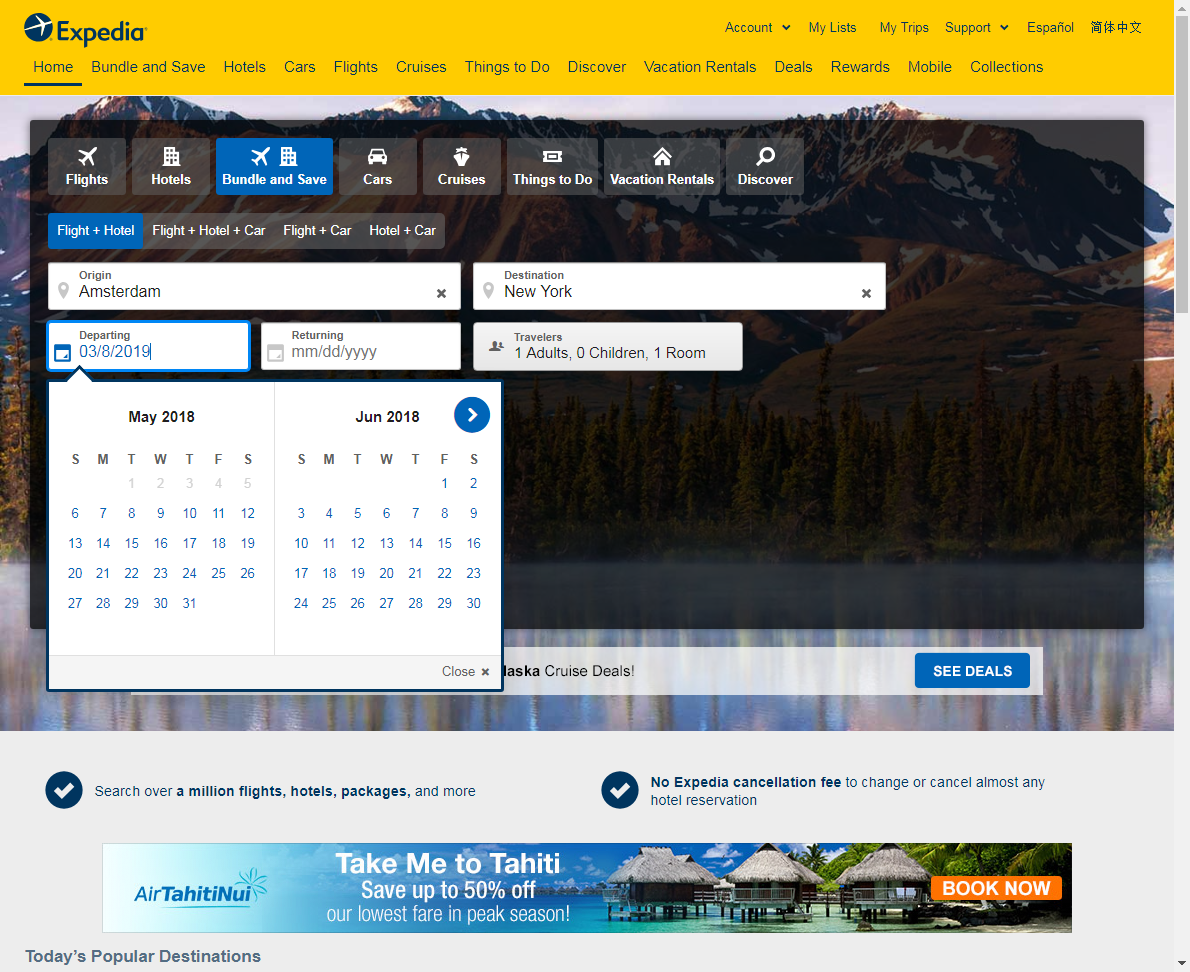 Expedia
Account My Lists My Trips Support Español 简体中文
Home Bundle and Save Hotels Cars Flights Cruises Things to Do Discover Vacation Rentals Deals Rewards Mobile Collections
Flights Hotels Bundle and Save Cars Cruises Things to Do Vacation Rentals Discover
Flight + Hotel Flight + Hotel + Car Flight + Car Hotel + Car
Origin
Amsterdam
Destination
New York
Departing
03/8/2019
Returning
mm/dd/yyyy
Travelers
1 Adults, 0 Children, 1 Room
May 2018
S M T W T F S
1 2 3 4 5
6 7 8 9 10 11 12
13 14 15 16 17 18 19
20 21 22 23 24 25 26
27 28 29 30 31
Jun 2018
S M T W T F S
1 2
3 4 5 6 7 8 9
10 11 12 13 14 15 16
17 18 19 20 21 22 23
24 25 26 27 28 29 30
Close
laska Cruise Deals!
SEE DEALS
Search over a million flights, hotels, packages, and more
No Expedia cancellation fee to change or cancel almost any
hotel reservation
AirTahitiNui
Take Me to Tahiti
Save up to 50% off
our lowest fare in peak season!
BOOK NOW
Today's Popular Destinations